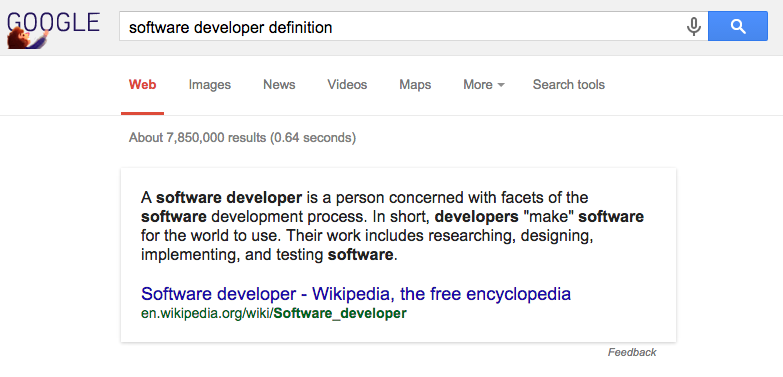 GOOGLE
software developer definition
Web Images News Videos Maps More Search tools
About 7,850,000 results (0.64 seconds)
A software developer is a person concerned with facets of the
software development process. In short, developers "make" software
for the world to use. Their work includes researching, designing,
implementing, and testing software.
Software developer - Wikipedia, the free encyclopedia
en.wikipedia.org/wiki/Software_developer
Feedback